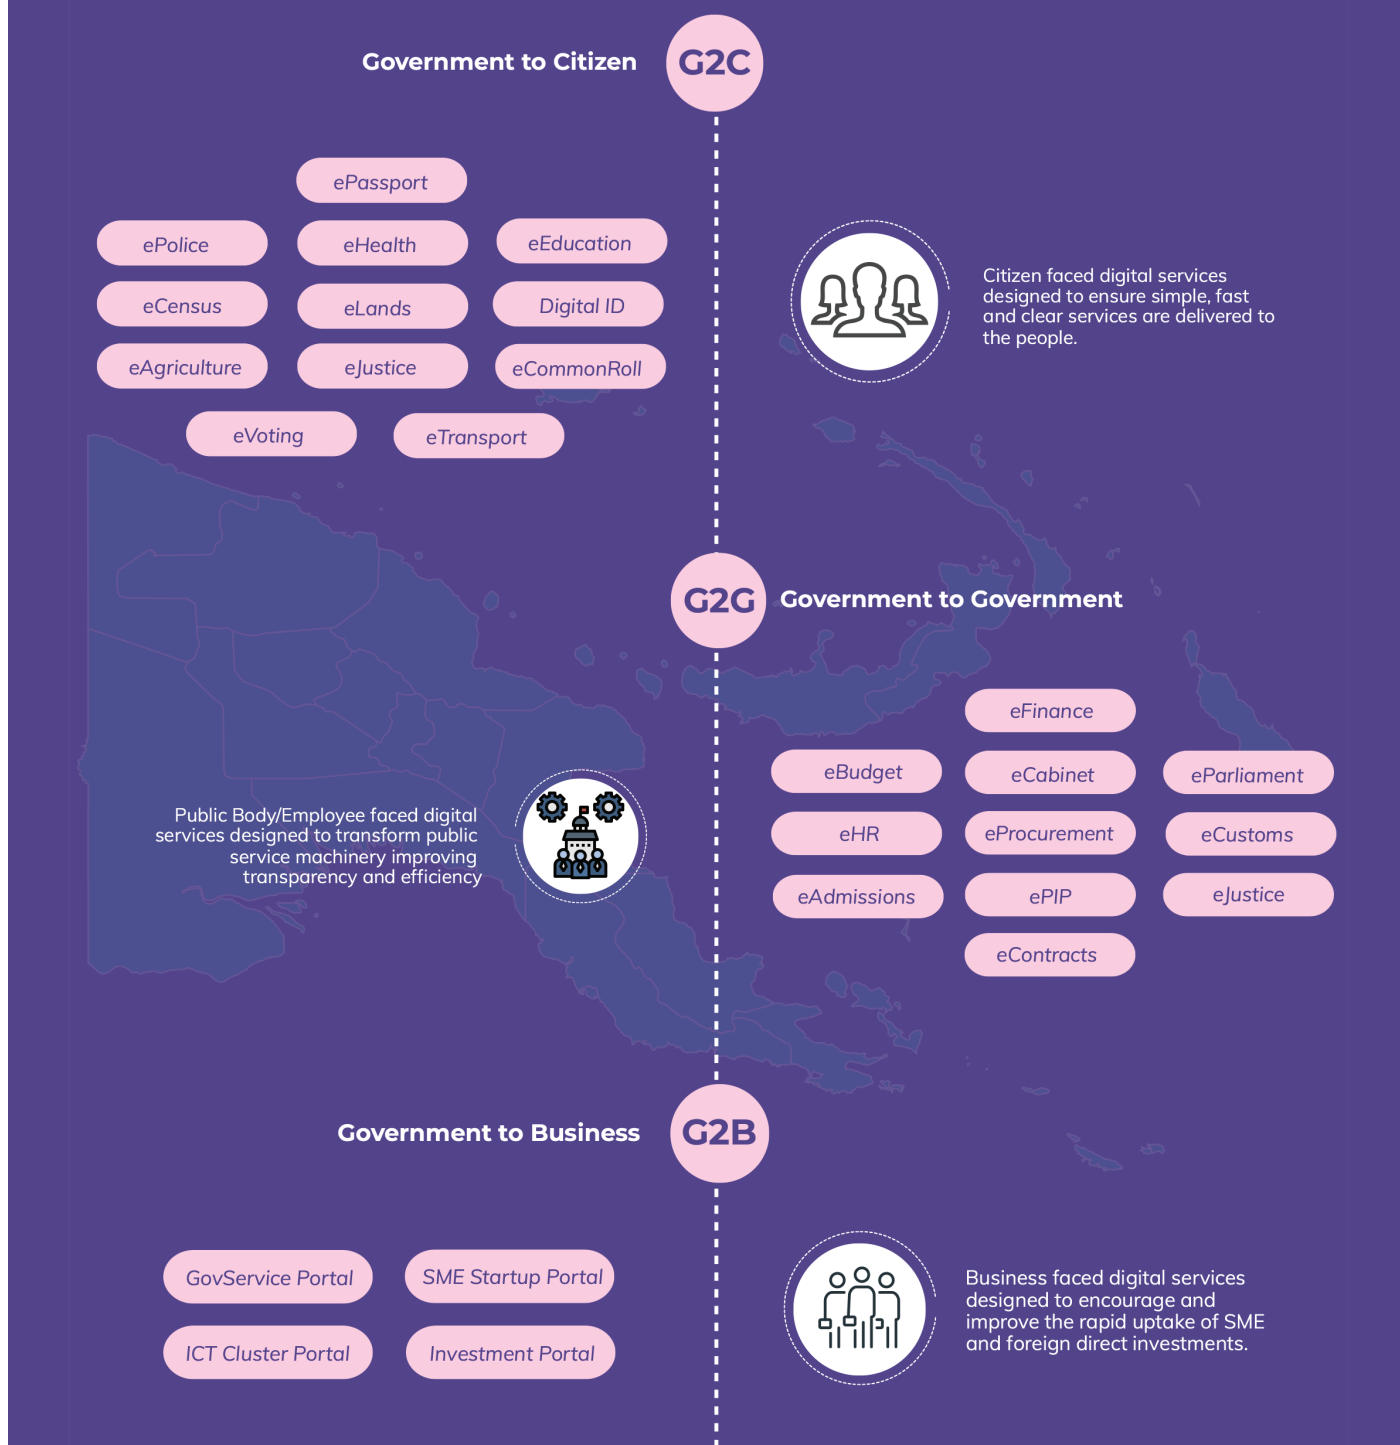 Government to Citizen
G2C
ePassport
ePolice
eHealth
eEducation
eCensus
eLands
Digital ID
eAgriculture
eJustice
eCommonRoll
eVoting
eTransport
Citizen faced digital services
designed to ensure simple, fast
and clear services are delivered to
the people.
G2G
Government to Government
eFinance
eBudget
eCabinet
eParliament
eHR
eProcurement
eCustoms
eAdmissions
ePIP
eJustice
eContracts
Public Body/Employee faced digital
services designed to transform public
service machinery improving
transparency and efficiency
Government to Business
G2B
GovService Portal
SME Startup Portal
ICT Cluster Portal
Investment Portal
Business faced digital services
designed to encourage and
improve the rapid uptake of SME
and foreign direct investments.